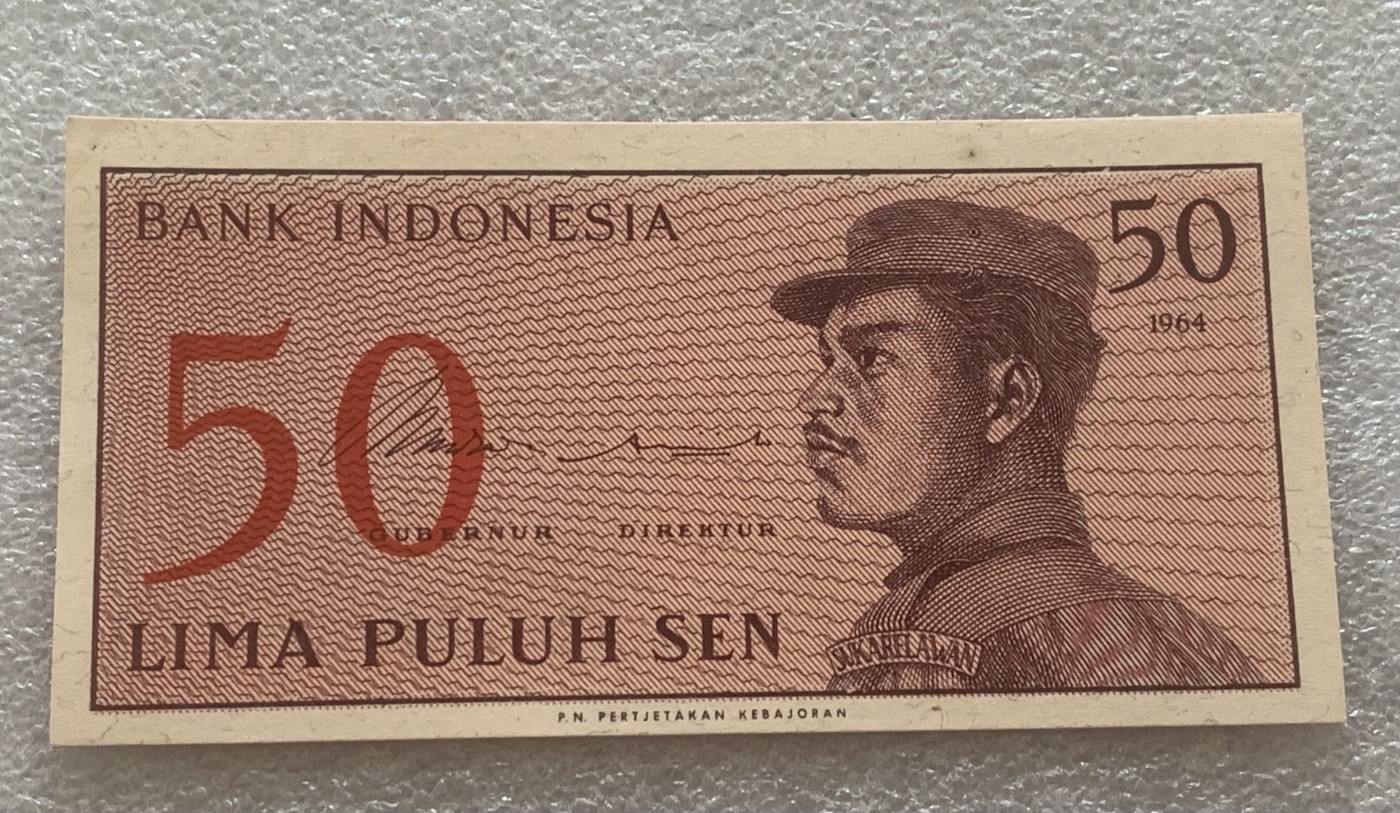 BANK INDONESIA
50
1964
50
GUBERNUR DIREKTUR
LIMA PULUH SEN
SUKARELAWAN
P.N. PERTJETAKAN KEBAJORAN